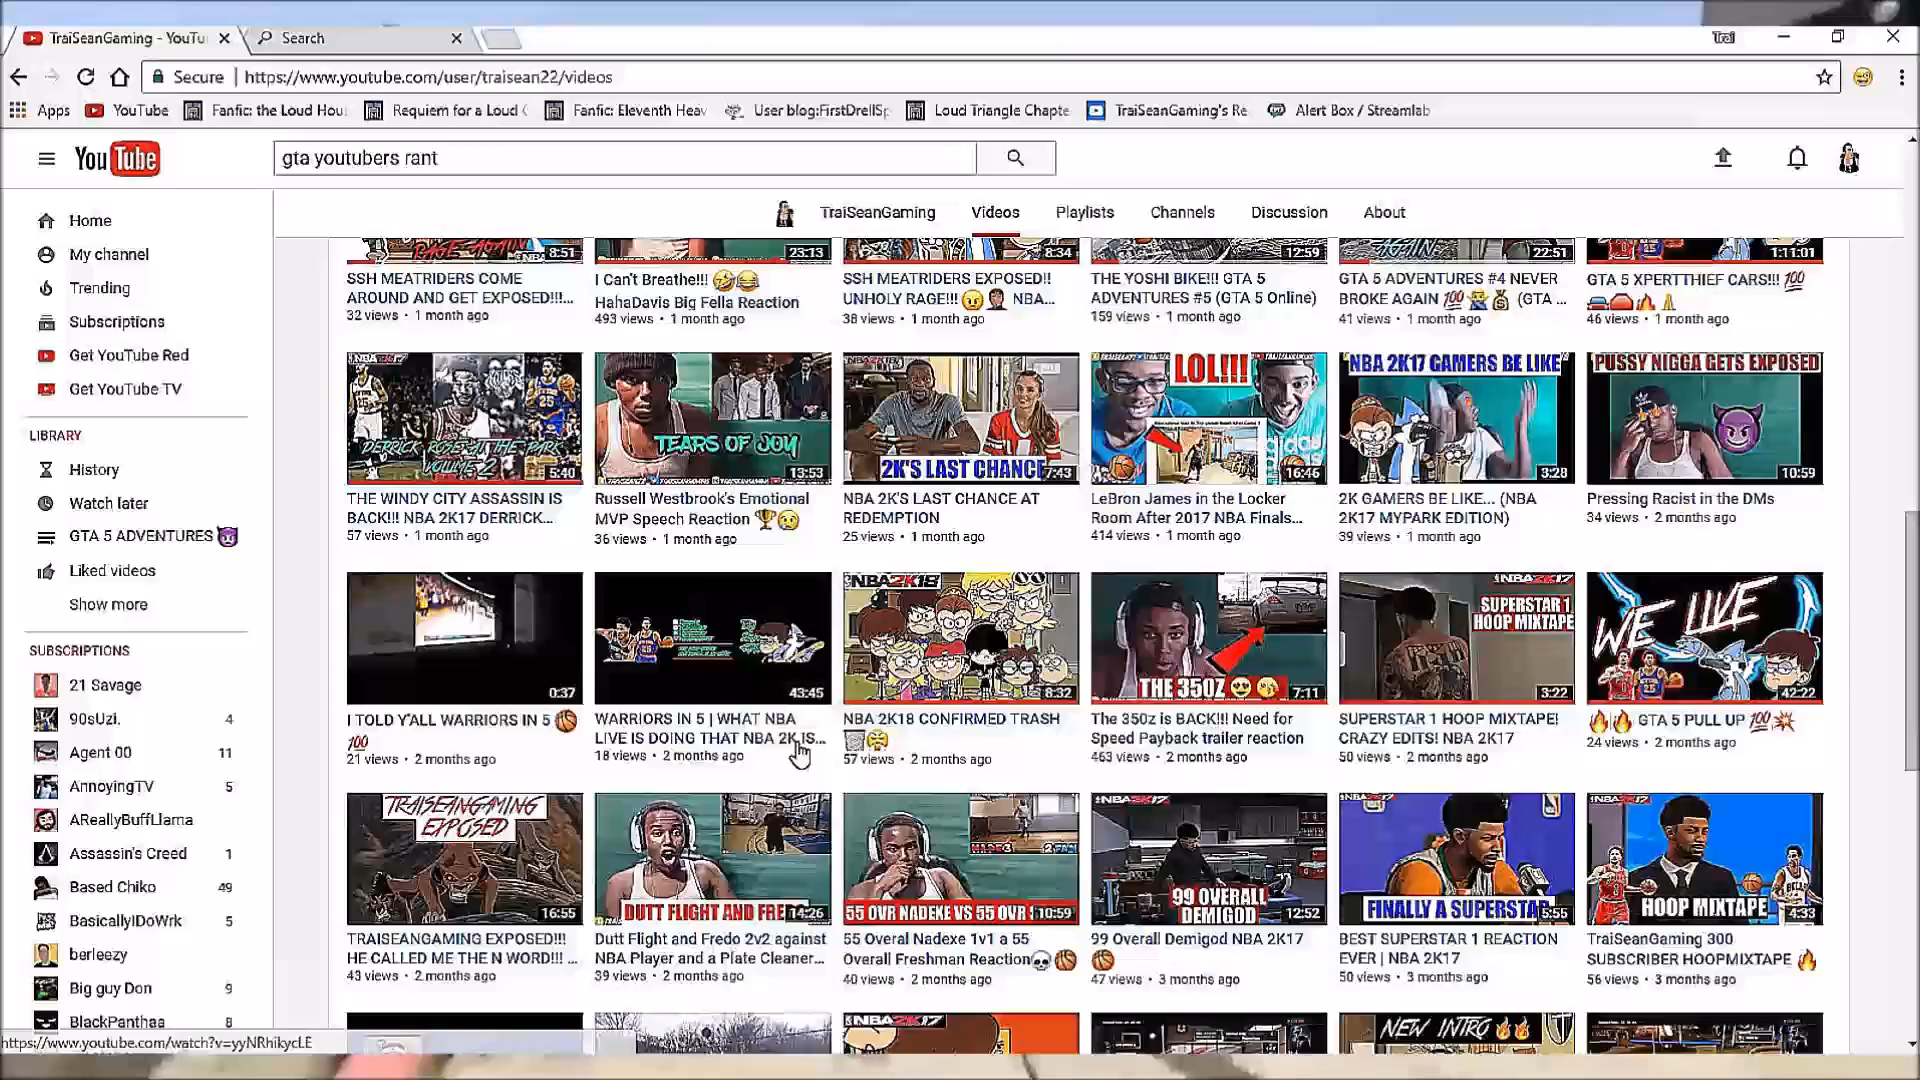 TraiSeanGaming - YouTu
Search
Trai
Secure
https://www.youtube.com/user/traisean22/videos
Apps
YouTube
Fanfic: the Loud Hou
Requiem for a Loud
Fanfic: Eleventh Heav
User blog:FirstDrellSp
Loud Triangle Chapte
TraiSeanGaming's Re
Alert Box / Streamlab
YouTube
gta youtubers rant
Home
My channel
Trending
Subscriptions
Get YouTube Red
Get YouTube TV
LIBRARY
History
Watch later
GTA 5 ADVENTURES
Liked videos
Show more
SUBSCRIPTIONS
21 Savage
90sUzi. 4
Agent 00 11
AnnoyingTV 5
AReallyBuffLlama
Assassin's Creed 1
Based Chiko 49
BasicallyIDoWrk 5
berleezy
Big guy Don 9
BlackPanthaa 8
https://www.youtube.com/watch?v=yyNRhikycLE
TraiSeanGaming
Videos
Playlists
Channels
Discussion
About
RAGE AGAIN
8:51
SSH MEATRIDERS COME
AROUND AND GET EXPOSED!!!...
32 views • 1 month ago
23:13
I Can't Breathe!!! 🤣😂
HahaDavis Big Fella Reaction
493 views • 1 month ago
8:34
SSH MEATRIDERS EXPOSED!!
UNHOLY RAGE!!! 😠🤦 NBA...
38 views • 1 month ago
12:59
THE YOSHI BIKE!!! GTA 5
ADVENTURES #5 (GTA 5 Online)
159 views • 1 month ago
AGAIN
22:51
GTA 5 ADVENTURES #4 NEVER
BROKE AGAIN 💯 (GTA ...
41 views • 1 month ago
1:11:01
GTA 5 XPERTTHIEF CARS!!! 💯
46 views • 1 month ago
NBA2K17
DERRICK ROSE AT THE PARK
VOLUME 2
5:40
THE WINDY CITY ASSASSIN IS
BACK!!! NBA 2K17 DERRICK...
57 views • 1 month ago
TEARS OF JOY
13:53
Russell Westbrook's Emotional
MVP Speech Reaction 🏆😢
36 views • 1 month ago
NBA2K18
2K'S LAST CHANCE
7:43
NBA 2K'S LAST CHANCE AT
REDEMPTION
25 views • 1 month ago
LOL!!!!
adidas
16:46
LeBron James in the Locker
Room After 2017 NBA Finals...
414 views • 1 month ago
NBA 2K17 GAMERS BE LIKE
3:28
2K GAMERS BE LIKE... (NBA
2K17 MYPARK EDITION)
39 views • 1 month ago
PUSSY NIGGA GETS EXPOSED
10:59
Pressing Racist in the DMs
34 views • 2 months ago
0:37
I TOLD Y'ALL WARRIORS IN 5 🏀
💯
21 views • 2 months ago
43:45
WARRIORS IN 5 | WHAT NBA
LIVE IS DOING THAT NBA 2K IS...
18 views • 2 months ago
NBA2K18
8:32
NBA 2K18 CONFIRMED TRASH
57 views • 2 months ago
THE 350Z
7:11
The 350z is BACK!!! Need for
Speed Payback trailer reaction
463 views • 2 months ago
NBA2K17
SUPERSTAR 1
HOOP MIXTAPE
3:22
SUPERSTAR 1 HOOP MIXTAPE!
CRAZY EDITS! NBA 2K17
50 views • 2 months ago
WE LIVE
42:22
🔥🔥 GTA 5 PULL UP 💯💥
24 views • 2 months ago
TRAISEANGAMING
EXPOSED
16:55
TRAISEANGAMING EXPOSED!!!
HE CALLED ME THE N WORD!!! ...
43 views • 2 months ago
DUTT FLIGHT AND FRED
14:26
Dutt Flight and Fredo 2v2 against
NBA Player and a Plate Cleaner...
39 views • 2 months ago
55 OVR NADEKE VS 55 OVR
10:59
55 Overal Nadexe 1v1 a 55
Overall Freshman Reaction💀🏀
40 views • 2 months ago
NBA2K17
99 OVERALL
DEMIGOD
12:52
99 Overall Demigod NBA 2K17
🏀
47 views • 3 months ago
NBA2K17
FINALLY A SUPERSTA
5:55
BEST SUPERSTAR 1 REACTION
EVER | NBA 2K17
50 views • 3 months ago
NBA2K17
HOOP MIXTAPE
4:33
TraiSeanGaming 300
SUBSCRIBER HOOPMIXTAPE 🔥
56 views • 3 months ago
NBA2K17
NEW INTRO 🔥🔥